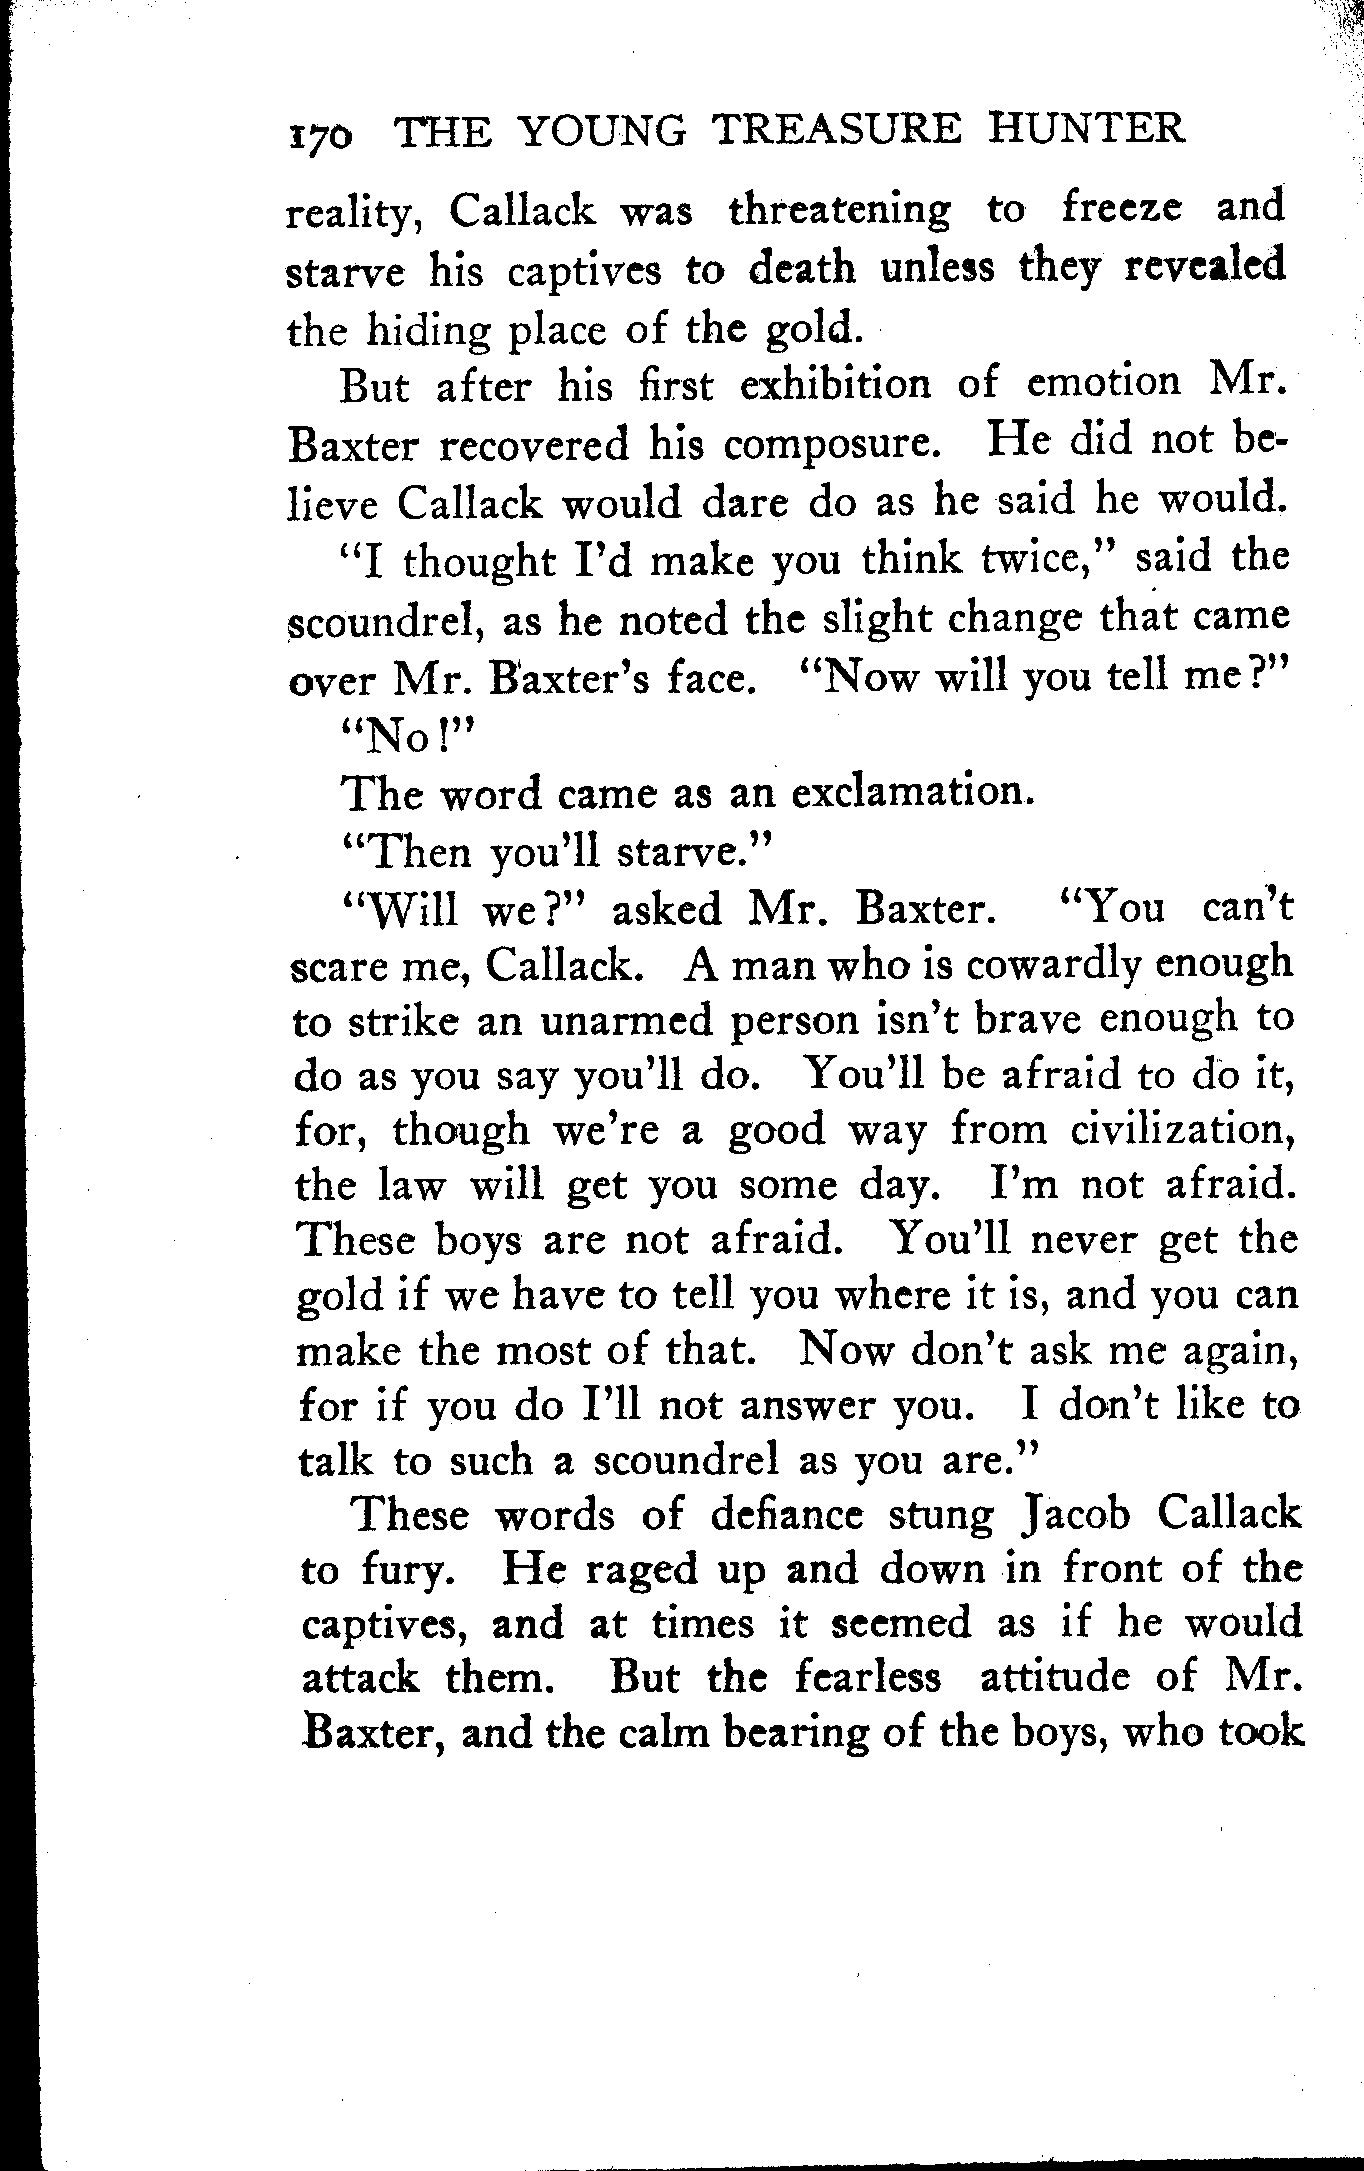 170 THE YOUNG TREASURE HUNTER
reality, Callack was threatening to freeze and
starve his captives to death unless they revealed
the hiding place of the gold.
But after his first exhibition of emotion Mr.
Baxter recovered his composure. He did not be-
lieve Callack would dare do as he said he would.
"I thought I'd make you think twice," said the
scoundrel, as he noted the slight change that came
over Mr. Baxter's face. "Now will you tell me?"
"No!"
The word came as an exclamation.
"Then you'll starve."
"Will we?" asked Mr. Baxter. "You can't
scare me, Callack. A man who is cowardly enough
to strike an unarmed person isn't brave enough to
do as you say you'll do. You'll be afraid to do it,
for, though we're a good way from civilization,
the law will get you some day. I'm not afraid.
These boys are not afraid. You'll never get the
gold if we have to tell you where it is, and you can
make the most of that. Now don't ask me again,
for if you do I'll not answer you. I don't like to
talk to such a scoundrel as you are."
These words of defiance stung Jacob Callack
to fury. He raged up and down in front of the
captives, and at times it seemed as if he would
attack them. But the fearless attitude of Mr.
Baxter, and the calm bearing of the boys, who took